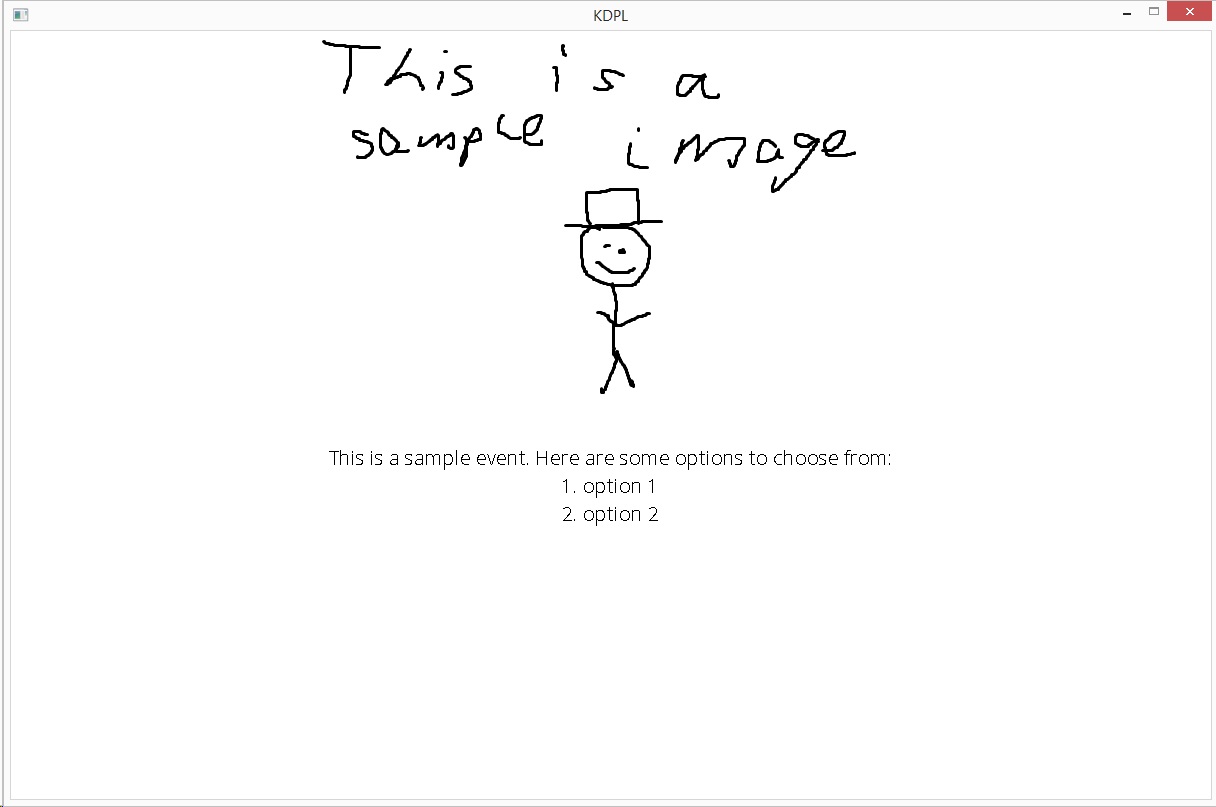 KDPL
This is a
sample image
This is a sample event. Here are some options to choose from:
1. option 1
2. option 2